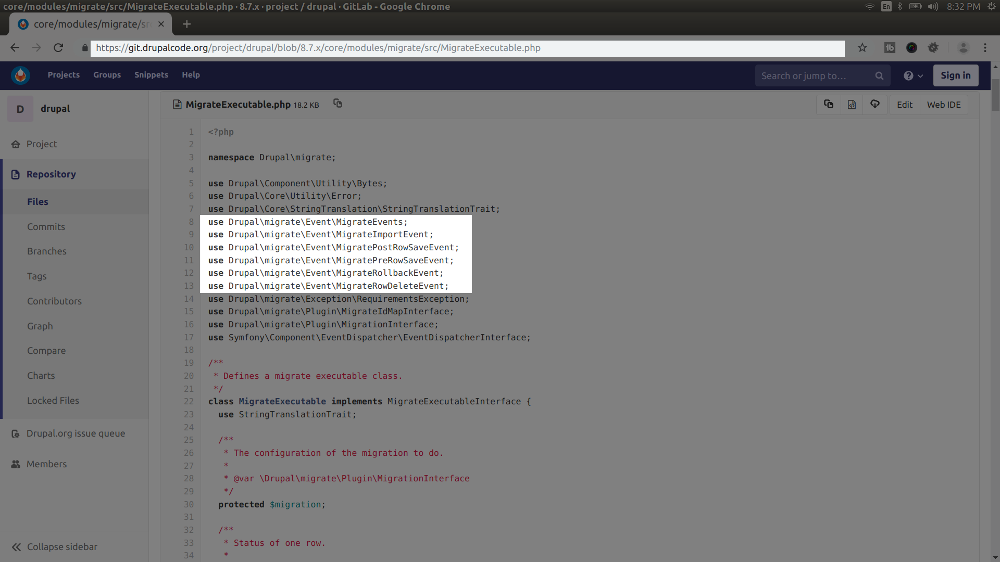 core/modules/migrate/src/MigrateExecutable.php · 8.7.x · project / drupal · GitLab - Google Chrome
En
8:32 PM
core/modules/migrate/sr
https://git.drupalcode.org/project/drupal/blob/8.7.x/core/modules/migrate/src/MigrateExecutable.php
Projects Groups Snippets Help
Search or jump to…
Sign in
D drupal
Project
Repository
Files
Commits
Branches
Tags
Contributors
Graph
Compare
Charts
Locked Files
Drupal.org issue queue
Members
Collapse sidebar
MigrateExecutable.php 18.2 KB
Edit
Web IDE
1 <?php
2
3 namespace Drupal\migrate;
4
5 use Drupal\Component\Utility\Bytes;
6 use Drupal\Core\Utility\Error;
7 use Drupal\Core\StringTranslation\StringTranslationTrait;
8 use Drupal\migrate\Event\MigrateEvents;
9 use Drupal\migrate\Event\MigrateImportEvent;
10 use Drupal\migrate\Event\MigratePostRowSaveEvent;
11 use Drupal\migrate\Event\MigratePreRowSaveEvent;
12 use Drupal\migrate\Event\MigrateRollbackEvent;
13 use Drupal\migrate\Event\MigrateRowDeleteEvent;
14 use Drupal\migrate\Exception\RequirementsException;
15 use Drupal\migrate\Plugin\MigrateIdMapInterface;
16 use Drupal\migrate\Plugin\MigrationInterface;
17 use Symfony\Component\EventDispatcher\EventDispatcherInterface;
18
19 /**
20 * Defines a migrate executable class.
21 */
22 class MigrateExecutable implements MigrateExecutableInterface {
23 use StringTranslationTrait;
24
25 /**
26 * The configuration of the migration to do.
27 *
28 * @var \Drupal\migrate\Plugin\MigrationInterface
29 */
30 protected $migration;
31
32 /**
33 * Status of one row.
34 *